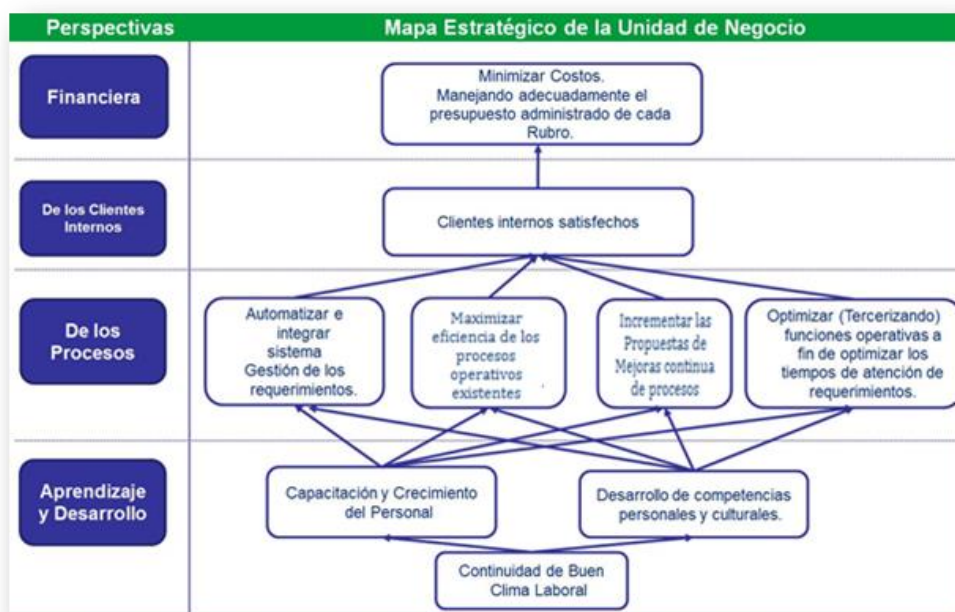 Perspectivas
Mapa Estratégico de la Unidad de Negocio
Financiera
Minimizar Costos.
Manejando adecuadamente el
presupuesto administrado de cada
Rubro.
De los Clientes
Internos
Clientes internos satisfechos
De los
Procesos
Automatizar e
integrar
sistema
Gestión de los
requerimientos.
Maximizar
eficiencia de los
procesos
operativos
existentes
Incrementar las
Propuestas de
Mejoras continua
de procesos
Optimizar (Tercerizando)
funciones operativas a
fin de optimizar los
tiempos de atención de
requerimientos.
Aprendizaje
y Desarrollo
Capacitación y Crecimiento
del Personal
Desarrollo de competencias
personales y culturales.
Continuidad de Buen
Clima Laboral